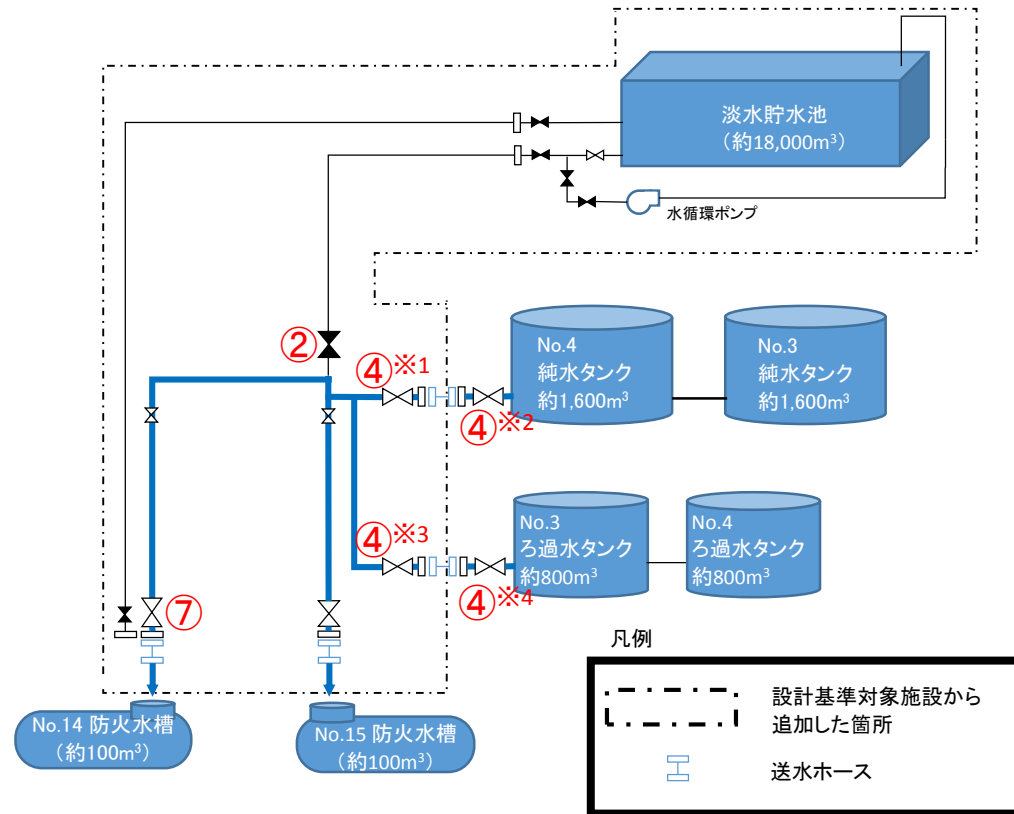 淡水貯水池
（約18,000m³）
水循環ポンプ
②
④※1
④※2
No.4
純水タンク
約1,600m³
No.3
純水タンク
約1,600m³
④※3
④※4
No.3
ろ過水タンク
約800m³
No.4
ろ過水タンク
約800m³
⑦
No.14 防火水槽
（約100m³）
No.15 防火水槽
（約100m³）
凡例
設計基準対象施設から
追加した箇所
送水ホース